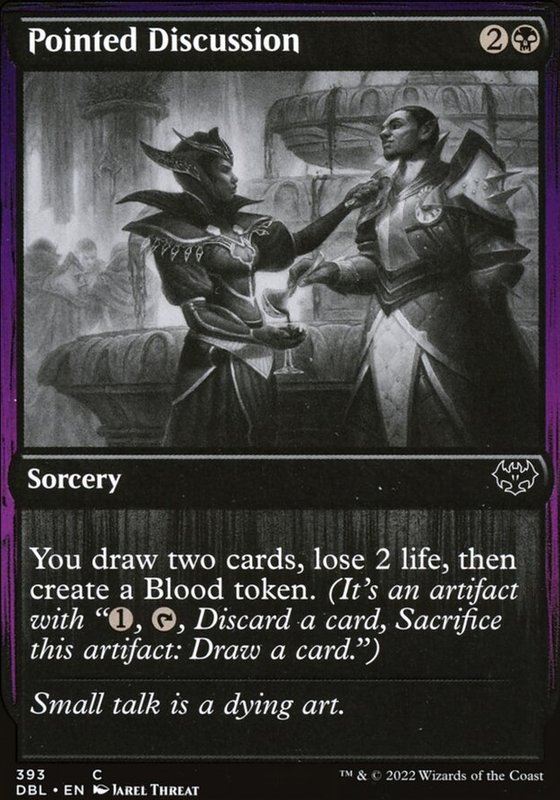 Pointed Discussion 2
Sorcery
You draw two cards, lose 2 life, then
create a Blood token. (It's an artifact
with “1, , Discard a card, Sacrifice
this artifact: Draw a card.”)
Small talk is a dying art.
393 C
DBL • EN JAREL THREAT
™ & © 2022 Wizards of the Coast